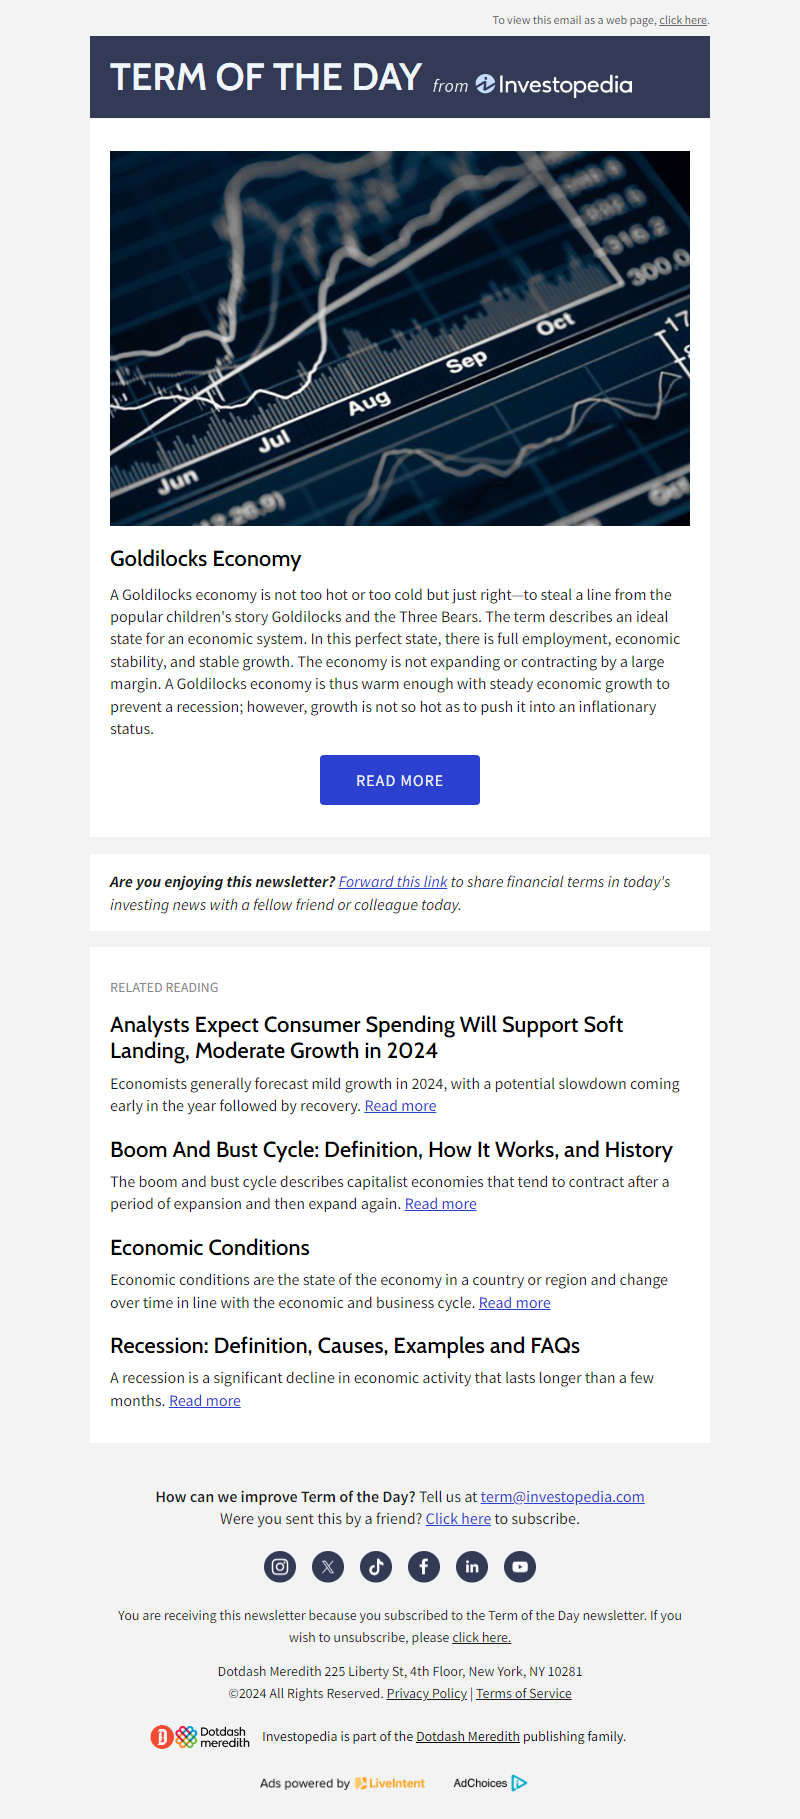 To view this email as a web page, click here.
TERM OF THE DAY from Investopedia
316.2
300.0
17
Oct
Sep
Aug
Jul
Jun
Oct
Goldilocks Economy
A Goldilocks economy is not too hot or too cold but just right—to steal a line from the
popular children's story Goldilocks and the Three Bears. The term describes an ideal
state for an economic system. In this perfect state, there is full employment, economic
stability, and stable growth. The economy is not expanding or contracting by a large
margin. A Goldilocks economy is thus warm enough with steady economic growth to
prevent a recession; however, growth is not so hot as to push it into an inflationary
status.
READ MORE
Are you enjoying this newsletter? Forward this link to share financial terms in today's
investing news with a fellow friend or colleague today.
RELATED READING
Analysts Expect Consumer Spending Will Support Soft
Landing, Moderate Growth in 2024
Economists generally forecast mild growth in 2024, with a potential slowdown coming
early in the year followed by recovery. Read more
Boom And Bust Cycle: Definition, How It Works, and History
The boom and bust cycle describes capitalist economies that tend to contract after a
period of expansion and then expand again. Read more
Economic Conditions
Economic conditions are the state of the economy in a country or region and change
over time in line with the economic and business cycle. Read more
Recession: Definition, Causes, Examples and FAQs
A recession is a significant decline in economic activity that lasts longer than a few
months. Read more
How can we improve Term of the Day? Tell us at term@investopedia.com
Were you sent this by a friend? Click here to subscribe.
You are receiving this newsletter because you subscribed to the Term of the Day newsletter. If you
wish to unsubscribe, please click here.
Dotdash Meredith 225 Liberty St, 4th Floor, New York, NY 10281
©2024 All Rights Reserved. Privacy Policy | Terms of Service
Dotdash
meredith
Investopedia is part of the Dotdash Meredith publishing family.
Ads powered by LiveIntent
AdChoices